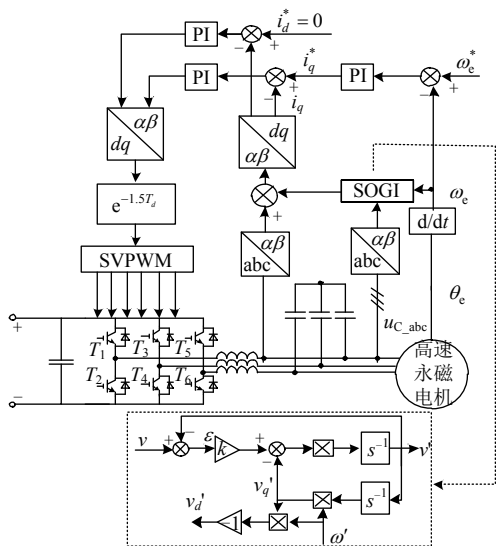 PI
i_d^* = 0
−
+
PI
i_q^*
PI
ω_e^*
−
+
i_q
+
−
αβ
dq
dq
αβ
e^{-1.5T_d}
SOGI
ω_e
+
d/dt
SVPWM
αβ
abc
αβ
abc
θ_e
u_{C_abc}
+
T_1
T_3
T_5
高速
永磁
电机
T_2
T_4
T_6
−
v
+
−
ε
k
+
−
s^{-1}
v'
v_q'
s^{-1}
v_d'
−1
ω'